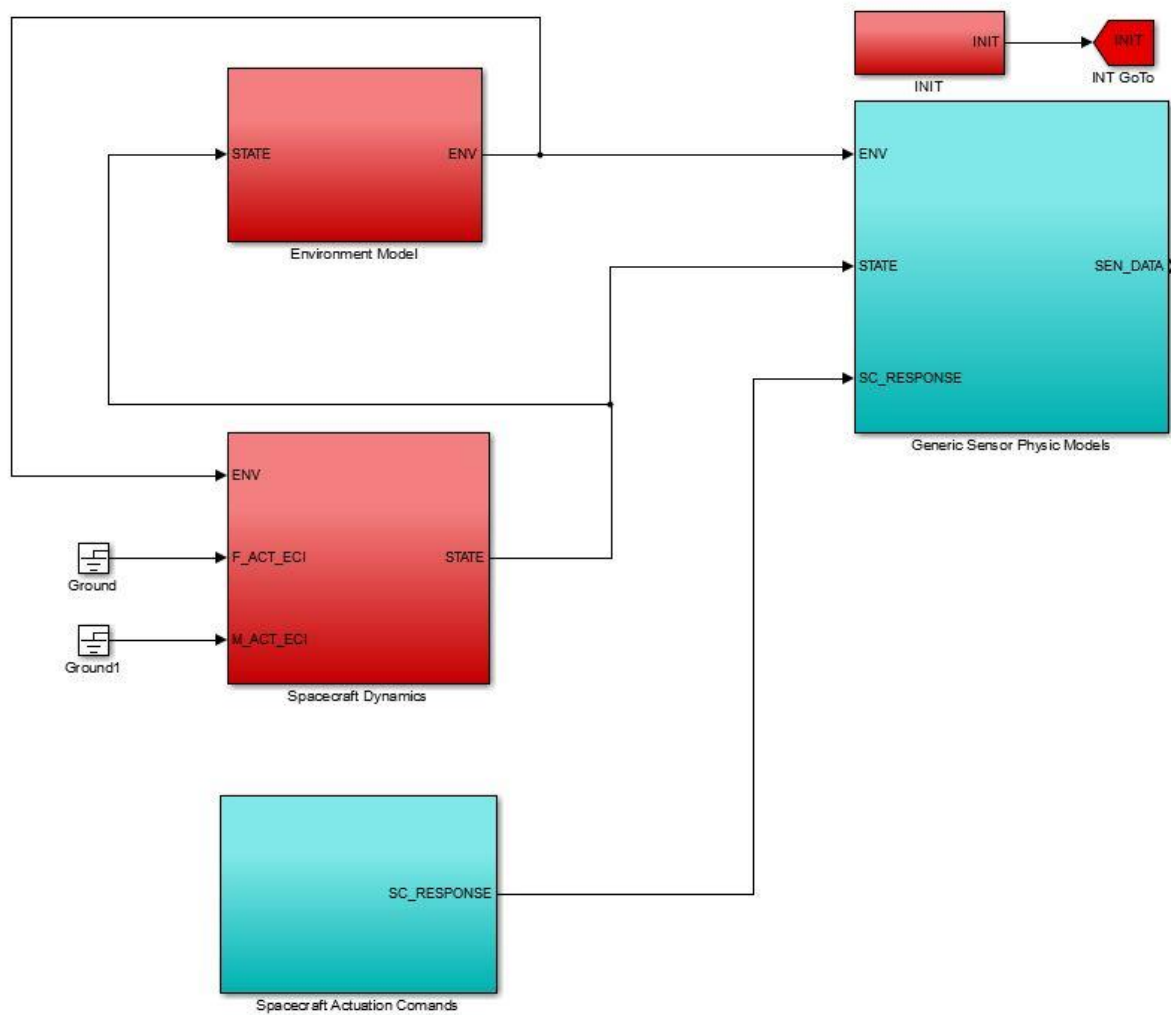 INIT
INIT
INIT
INT GoTo
STATE
ENV
Environment Model
ENV
STATE
SC_RESPONSE
SEN_DATA
Generic Sensor Physic Models
ENV
F_ACT_ECI
M_ACT_ECI
STATE
Spacecraft Dynamics
Ground
Ground1
SC_RESPONSE
Spacecraft Actuation Comands